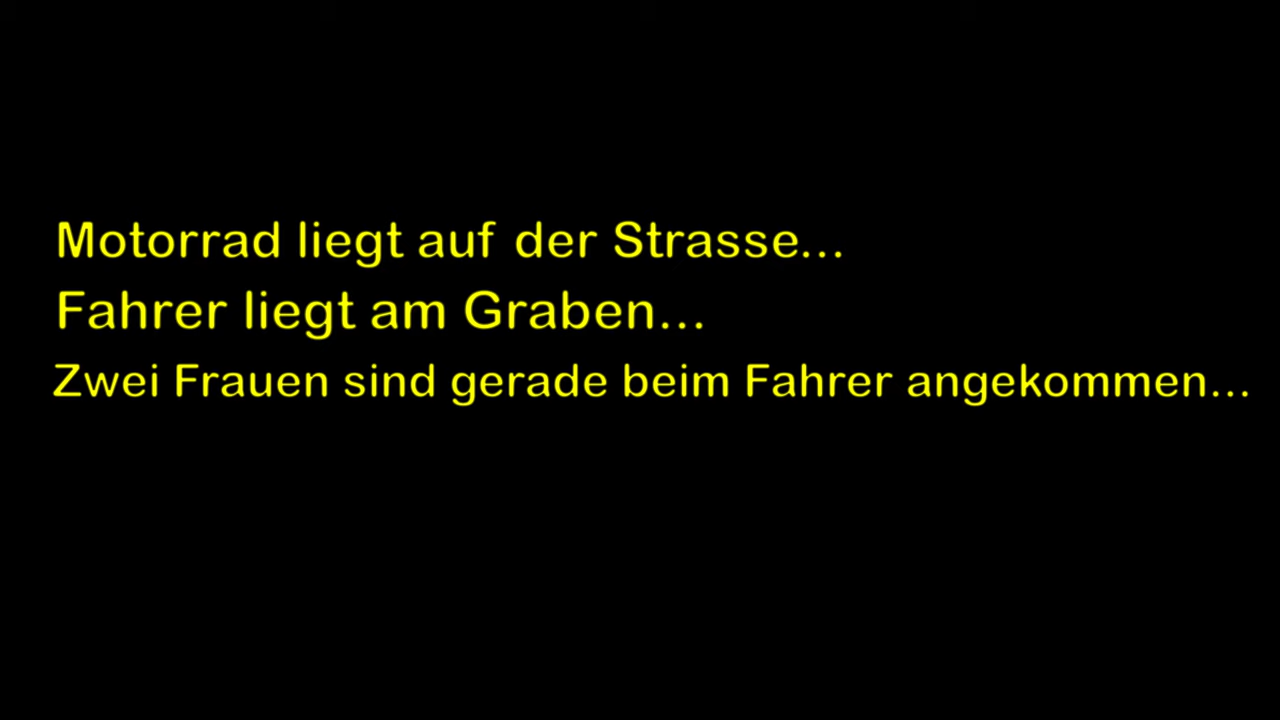 Motorrad liegt auf der Strasse...
Fahrer liegt am Graben...
Zwei Frauen sind gerade beim Fahrer angekommen...